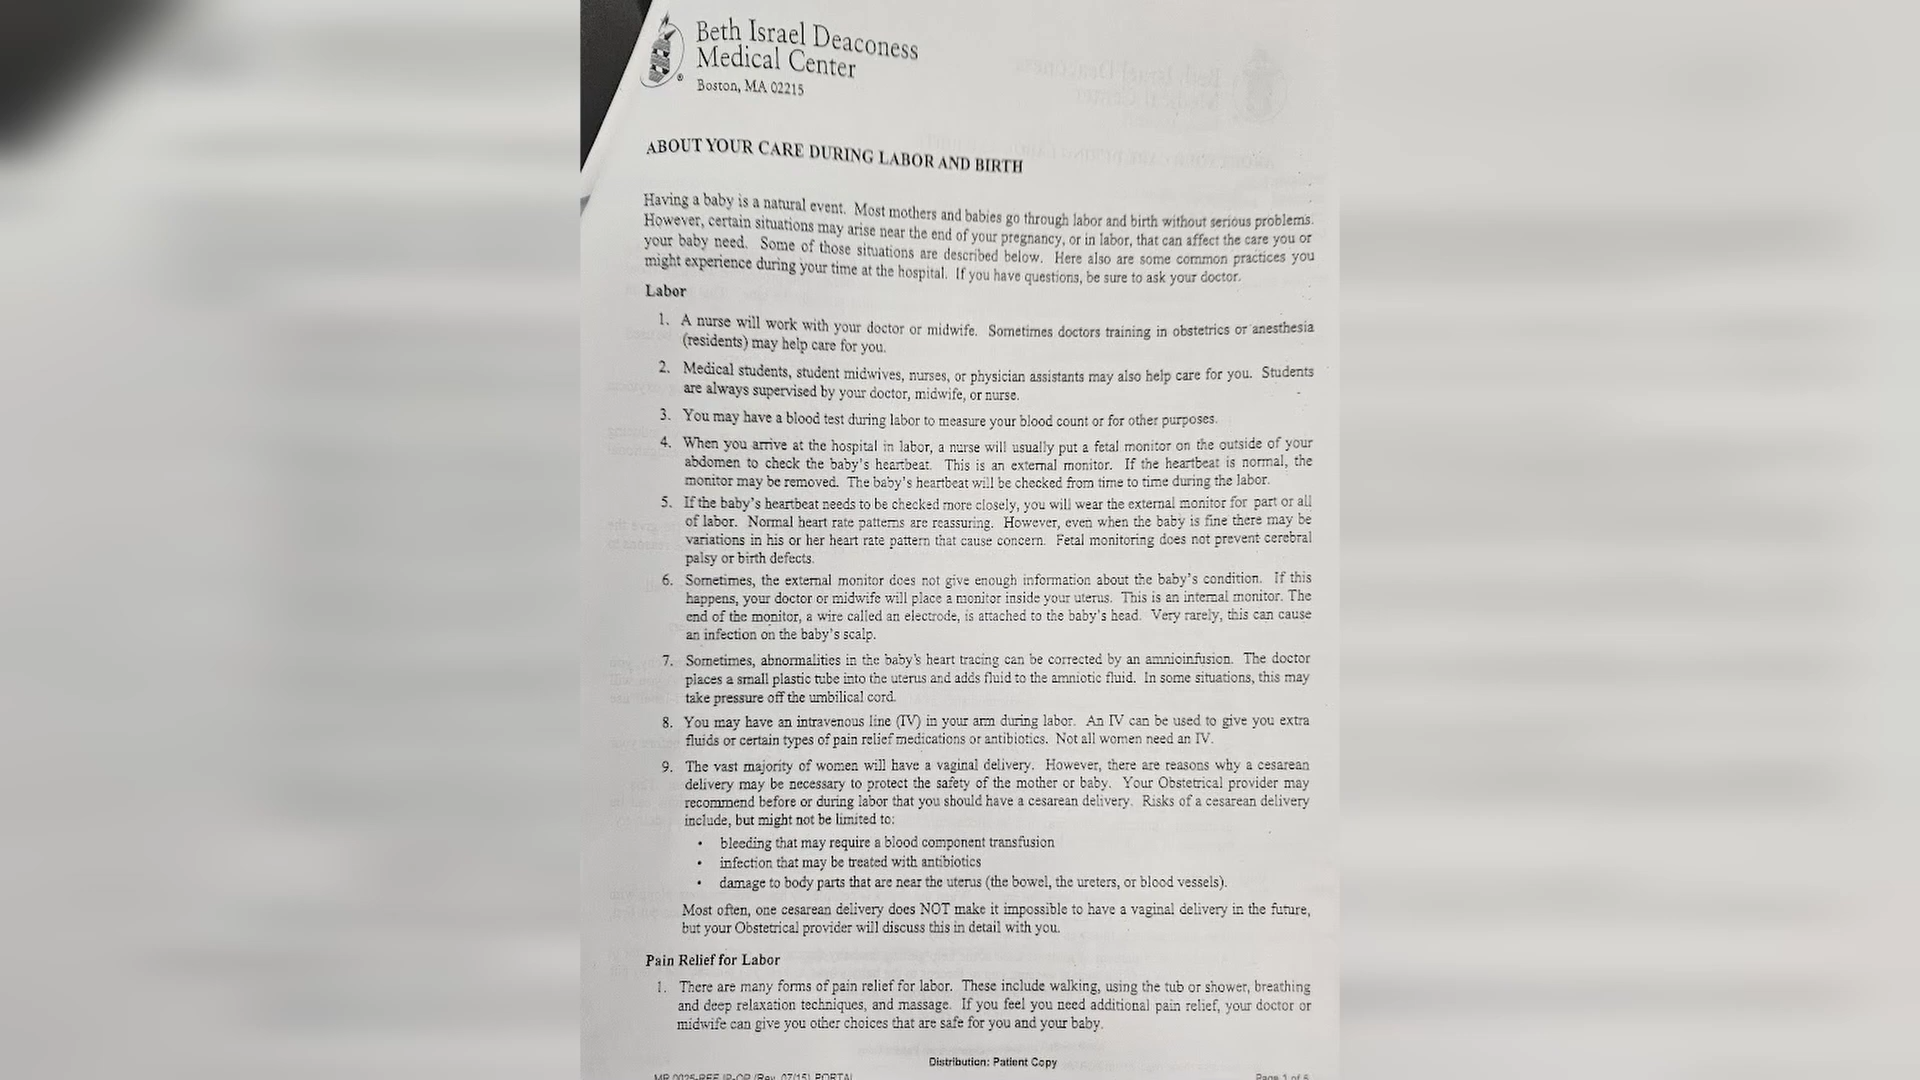 Beth Israel Deaconess
Medical Center
Boston, MA 02215
ABOUT YOUR CARE DURING LABOR AND BIRTH
Having a baby is a natural event. Most mothers and babies go through labor and birth without serious problems.
However, certain situations may arise near the end of your pregnancy, or in labor, that can affect the care you or
your baby need. Some of those situations are described below. Here also are some common practices you
might experience during your time at the hospital. If you have questions, be sure to ask your doctor.
Labor
1. A nurse will work with your doctor or midwife. Sometimes doctors training in obstetrics or anesthesia
(residents) may help care for you.
2. Medical students, student midwives, nurses, or physician assistants may also help care for you. Students
are always supervised by your doctor, midwife, or nurse.
3. You may have a blood test during labor to measure your blood count or for other purposes.
4. When you arrive at the hospital in labor, a nurse will usually put a fetal monitor on the outside of your
abdomen to check the baby's heartbeat. This is an external monitor. If the heartbeat is normal, the
monitor may be removed. The baby's heartbeat will be checked from time to time during the labor.
5. If the baby's heartbeat needs to be checked more closely, you will wear the external monitor for part or all
of labor. Normal heart rate patterns are reassuring. However, even when the baby is fine there may be
variations in his or her heart rate pattern that cause concern. Fetal monitoring does not prevent cerebral
palsy or birth defects.
6. Sometimes, the external monitor does not give enough information about the baby's condition. If this
happens, your doctor or midwife will place a monitor inside your uterus. This is an internal monitor. The
end of the monitor, a wire called an electrode, is attached to the baby's head. Very rarely, this can cause
an infection on the baby's scalp.
7. Sometimes, abnormalities in the baby's heart tracing can be corrected by an amnioinfusion. The doctor
places a small plastic tube into the uterus and adds fluid to the amniotic fluid. In some situations, this may
take pressure off the umbilical cord.
8. You may have an intravenous line (IV) in your arm during labor. An IV can be used to give you extra
fluids or certain types of pain relief medications or antibiotics. Not all women need an IV.
9. The vast majority of women will have a vaginal delivery. However, there are reasons why a cesarean
delivery may be necessary to protect the safety of the mother or baby. Your Obstetrical provider may
recommend before or during labor that you should have a cesarean delivery. Risks of a cesarean delivery
include, but might not be limited to:
• bleeding that may require a blood component transfusion
• infection that may be treated with antibiotics
• damage to body parts that are near the uterus (the bowel, the ureters, or blood vessels).
Most often, one cesarean delivery does NOT make it impossible to have a vaginal delivery in the future,
but your Obstetrical provider will discuss this in detail with you.
Pain Relief for Labor
1. There are many forms of pain relief for labor. These include walking, using the tub or shower, breathing
and deep relaxation techniques, and massage. If you feel you need additional pain relief, your doctor or
midwife can give you other choices that are safe for you and your baby.
Distribution: Patient Copy
(Rev. 07/15) PORTAL
Page 1 of